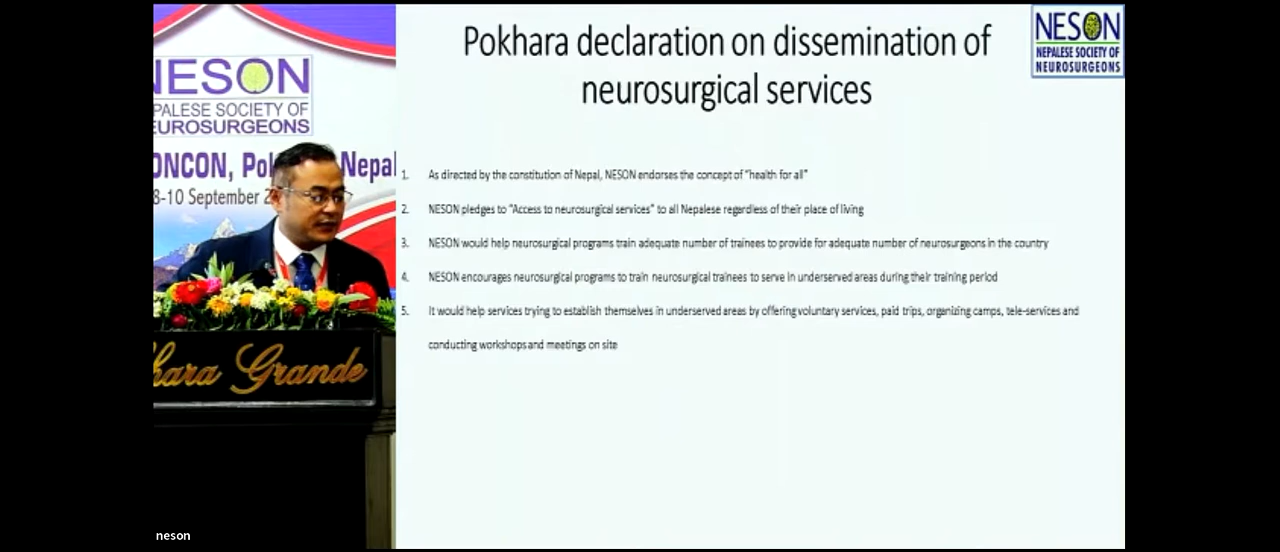 NESON
PALESE SOCIETY OF
EUROSURGEONS
ONCON, Pok Nepal
8-10 September 2
hara Grande
neson
Pokhara declaration on dissemination of
neurosurgical services
NESON
NEPALESE SOCIETY OF
NEUROSURGEONS
1. As directed by the constitution of Nepal, NESON endorses the concept of "health for all"
2. NESON pledges to "Access to neurosurgical services" to all Nepalese regardless of their place of living
3. NESON would help neurosurgical programs train adequate number of trainees to provide for adequate number of neurosurgeons in the country
4. NESON encourages neurosurgical programs to train neurosurgical trainees to serve in underserved areas during their training period
5. It would help services trying to establish themselves in underserved areas by offering voluntary services, paid trips, organizing camps, tele-services and
conducting workshops and meetings on site